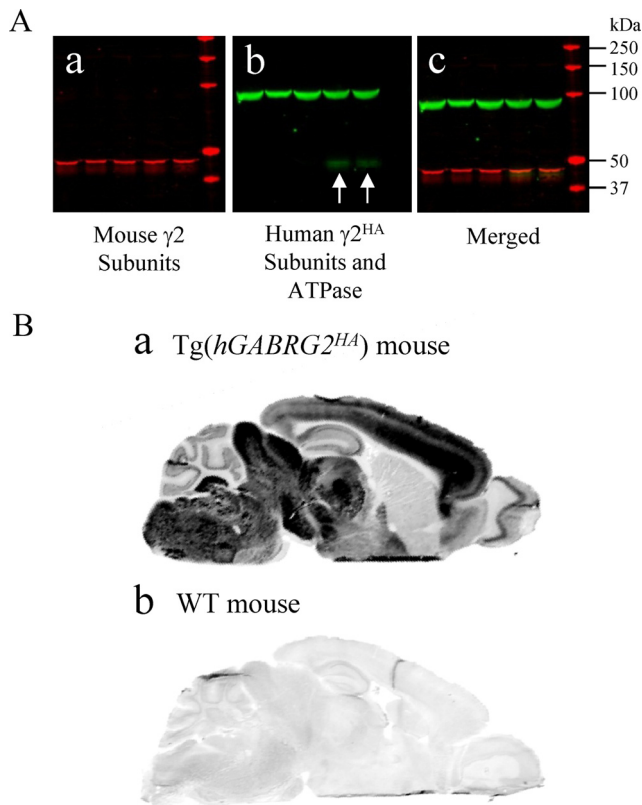 A
kDa
a
b
c
250
150
100
50
37
Mouse γ2
Subunits
Human γ2HA
Subunits and
ATPase
Merged
B
a Tg(hGABRG2HA) mouse
b WT mouse